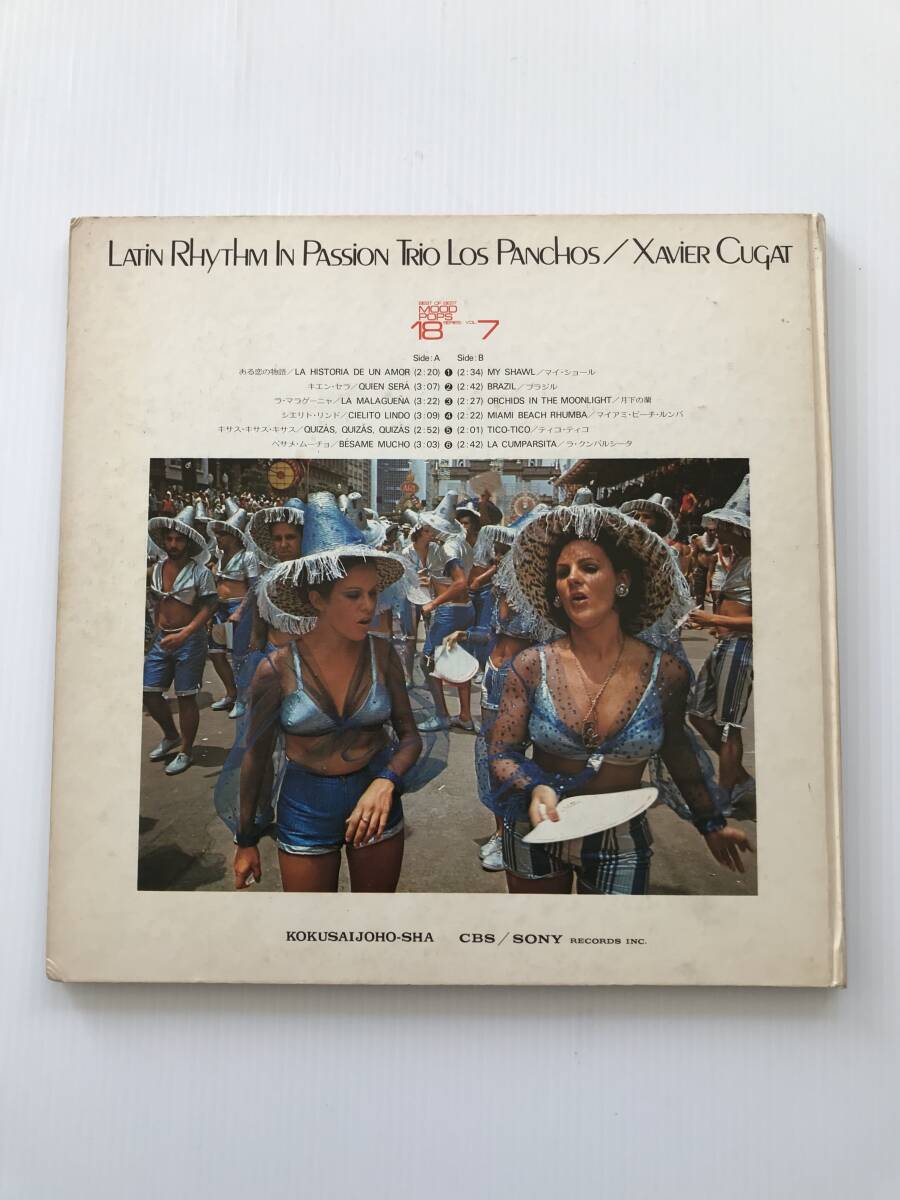 LATIN RHYTHM IN PASSION TRIO LOS PANCHOS / XAVIER CUGAT
BEST OF BEST
MOOD
POPS
18 SERIES: VOL. 7
Side: A Side: B
ある恋の物語／LA HISTORIA DE UN AMOR (2:20) 1 (2:34) MY SHAWL／マイ・ショール
キエン・セラ／QUIEN SERÁ (3:07) 2 (2:42) BRAZIL／ブラジル
ラ・マラゲーニャ／LA MALAGUEÑA (3:22) 3 (2:27) ORCHIDS IN THE MOONLIGHT／月下の蘭
シエリト・リンド／CIELITO LINDO (3:09) 4 (2:22) MIAMI BEACH RHUMBA／マイアミ・ビーチ・ルンバ
キサス・キサス・キサス／QUIZÁS, QUIZÁS, QUIZÁS (2:52) 5 (2:01) TICO-TICO／ティコ・ティコ
ベサメ・ムーチョ／BÉSAME MUCHO (3:03) 6 (2:42) LA CUMPARSITA／ラ・クンパルシータ
KOKUSAIJOHO-SHA CBS / SONY RECORDS INC.